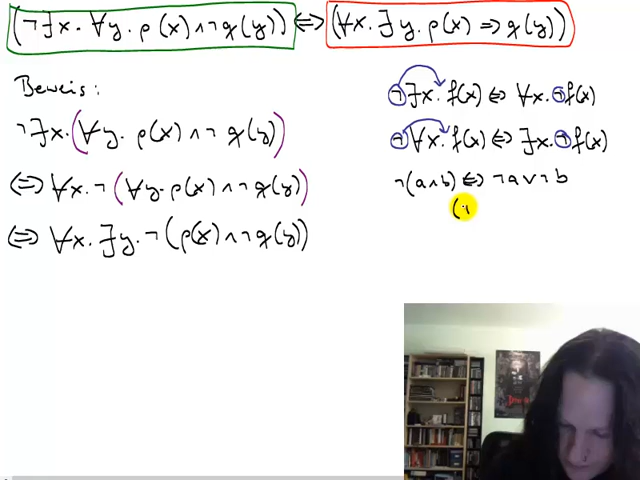 (¬∃x. ∀y. p(x) ∧ ¬q(y)) ⇔ (∀x. ∃y. p(x) ⇒ q(y))
Beweis:
¬∃x. (∀y. p(x) ∧ ¬q(y))
⇔ ∀x. ¬(∀y. p(x) ∧ ¬q(y))
⇔ ∀x. ∃y. ¬(p(x) ∧ ¬q(y))
¬∃x. f(x) ⇔ ∀x. ¬f(x)
¬∀x. f(x) ⇔ ∃x. ¬f(x)
¬(a∧b) ⇔ ¬a ∨ ¬b